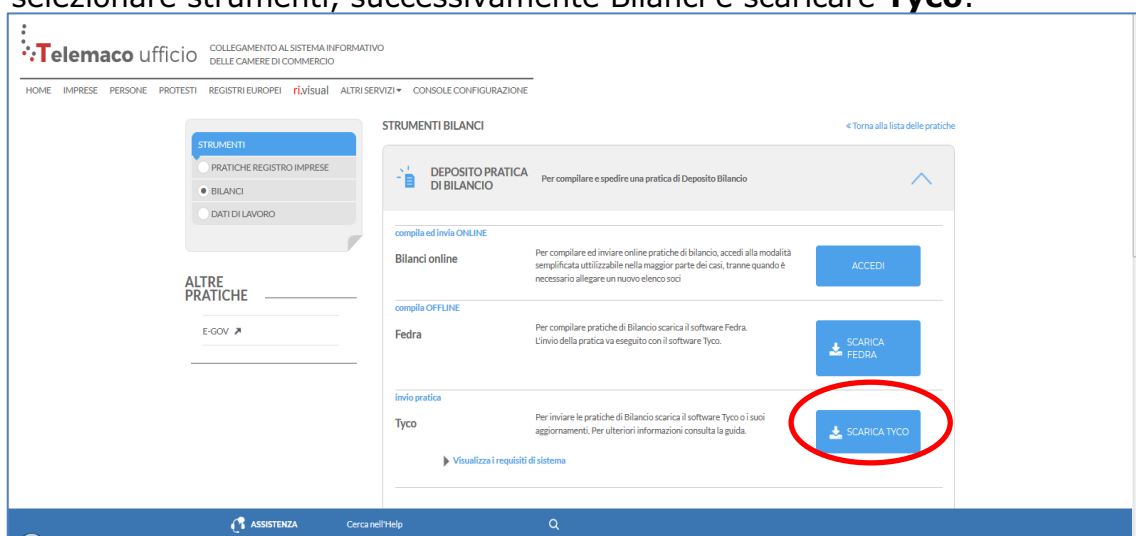 selezionare strumenti, successivamente Bilanci e scaricare Tyco.
Telemaco ufficio
COLLEGAMENTO AL SISTEMA INFORMATIVO
DELLE CAMERE DI COMMERCIO
HOME IMPRESE PERSONE PROTESTI REGISTRI EUROPEI ri.visual ALTRI SERVIZI CONSOLE CONFIGURAZIONE
STRUMENTI
PRATICHE REGISTRO IMPRESE
BILANCI
DATI DI LAVORO
ALTRE
PRATICHE
E-GOV
STRUMENTI BILANCI
« Torna alla lista delle pratiche
DEPOSITO PRATICA
DI BILANCIO
Per compilare e spedire una pratica di Deposito Bilancio
compila ed invia ONLINE
Bilanci online
Per compilare ed inviare online pratiche di bilancio, accedi alla modalità
semplificata uttilizzabile nella maggior parte dei casi, tranne quando è
necessario allegare un nuovo elenco soci
ACCEDI
compila OFFLINE
Fedra
Per compilare pratiche di Bilancio scarica il software Fedra.
L'invio della pratica va eseguito con il software Tyco.
SCARICA
FEDRA
invio pratica
Tyco
Per inviare le pratiche di Bilancio scarica il software Tyco o i suoi
aggiornamenti. Per ulteriori informazioni consulta la guida.
SCARICA TYCO
Visualizza i requisiti di sistema
ASSISTENZA
Cerca nell'Help